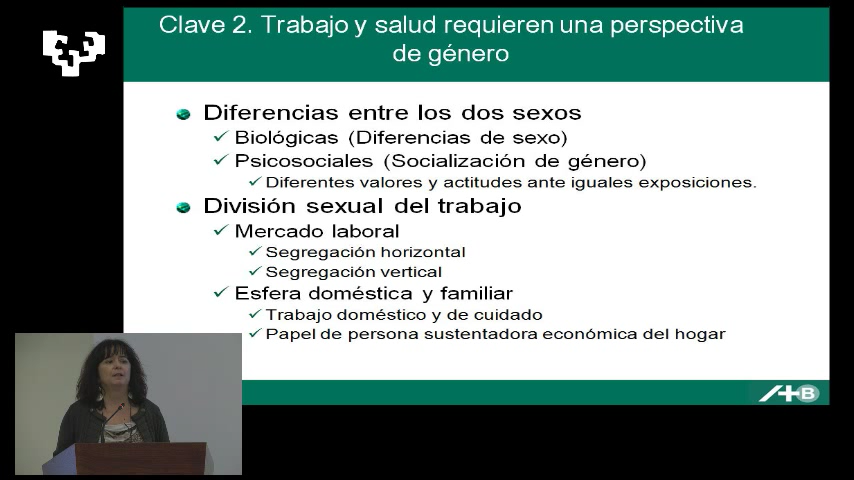 Clave 2. Trabajo y salud requieren una perspectiva
de género
Diferencias entre los dos sexos
Biológicas (Diferencias de sexo)
Psicosociales (Socialización de género)
Diferentes valores y actitudes ante iguales exposiciones.
División sexual del trabajo
Mercado laboral
Segregación horizontal
Segregación vertical
Esfera doméstica y familiar
Trabajo doméstico y de cuidado
Papel de persona sustentadora económica del hogar
B